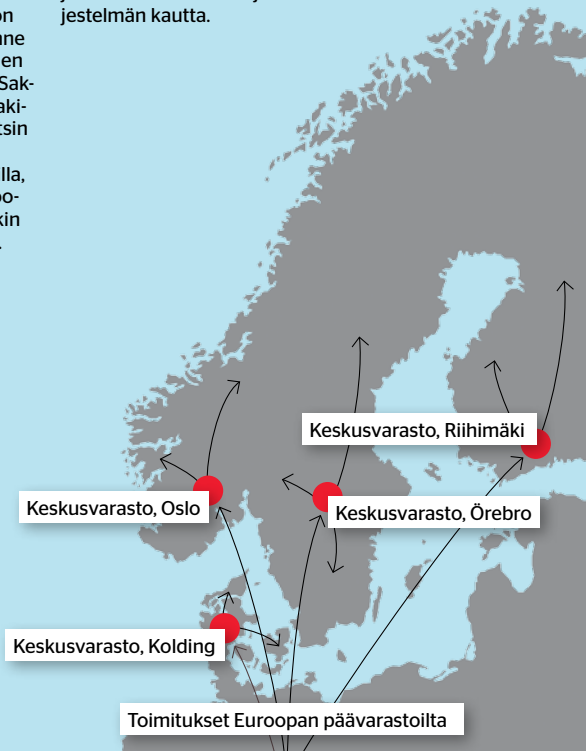 jestelmän kautta.
Keskusvarasto, Riihimäki
Keskusvarasto, Oslo
Keskusvarasto, Örebro
Keskusvarasto, Kolding
Toimitukset Euroopan päävarastoilta